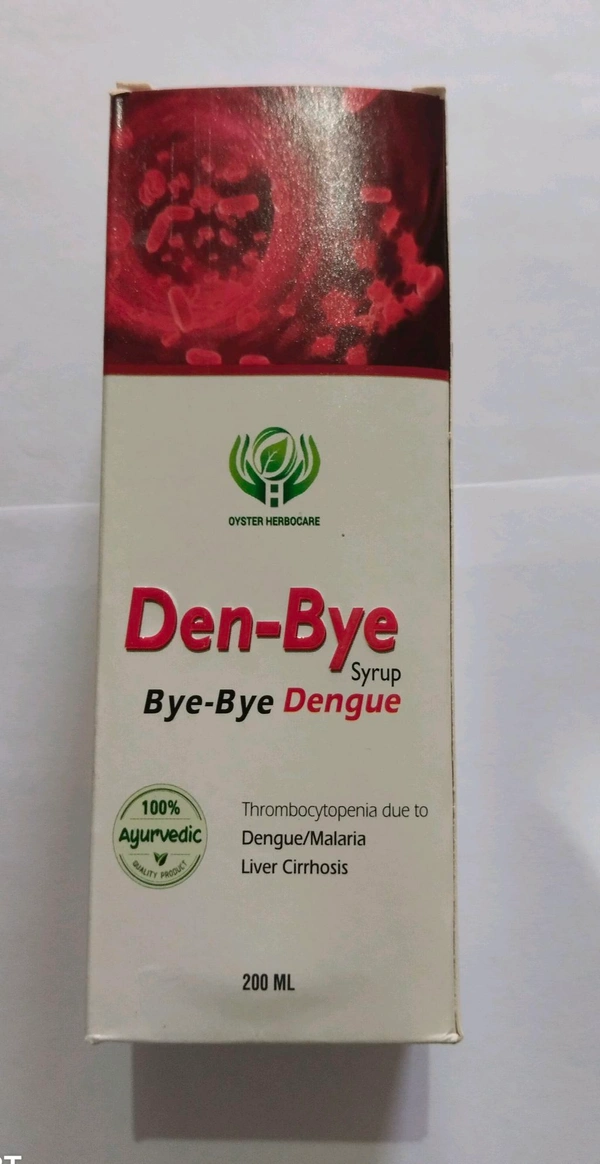 OYSTER HERBOCARE
Den-Bye
Syrup
Bye-Bye Dengue
100%
Ayurvedic
QUALITY PRODUCT
Thrombocytopenia due to
Dengue/Malaria
Liver Cirrhosis
200 ML